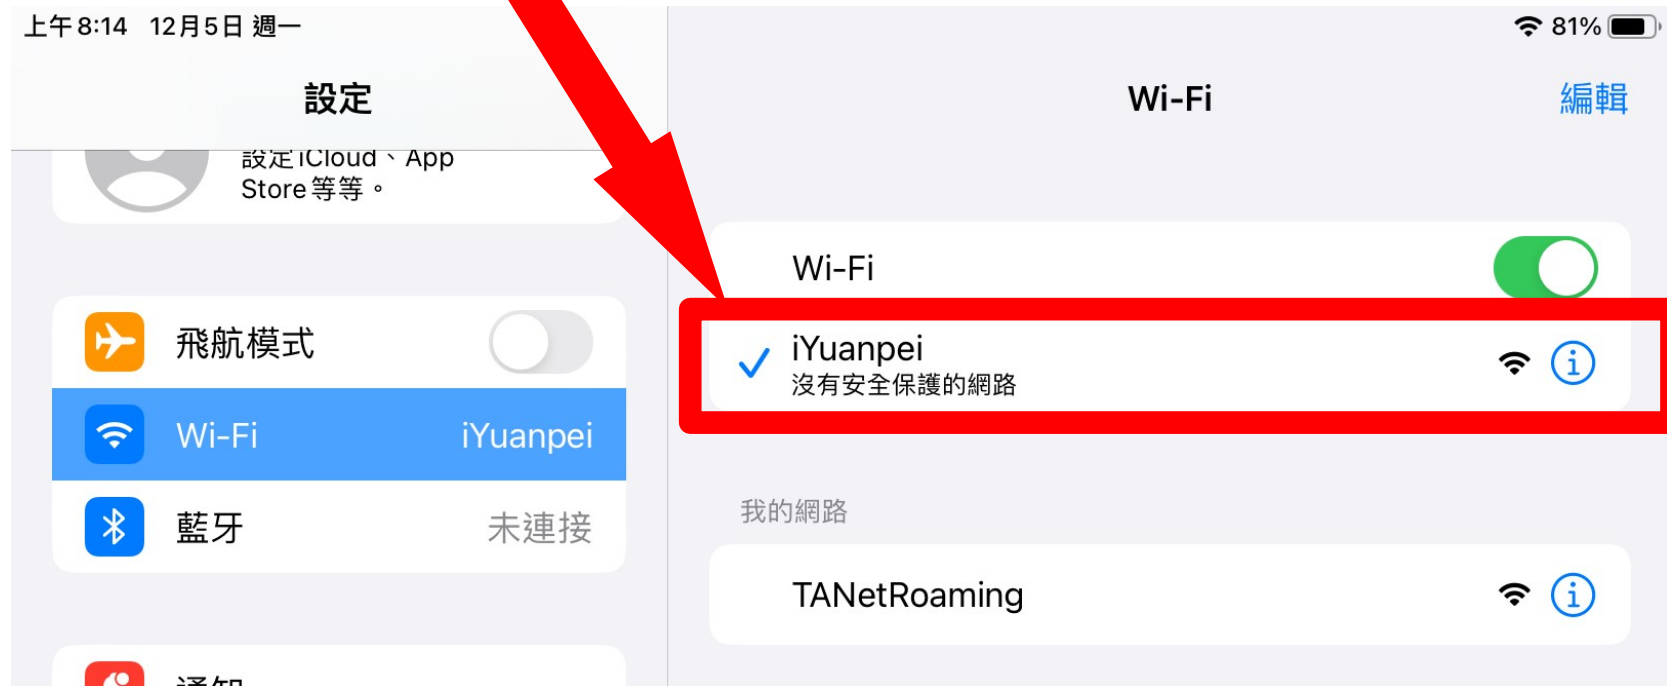 上午8:14 12月5日 週一
81%
設定
設定 iCloud、App
Store 等等。
飛航模式
Wi-Fi iYuanpei
藍牙 未連接
通知
Wi-Fi 編輯
Wi-Fi
iYuanpei
沒有安全保護的網路
我的網路
TANetRoaming